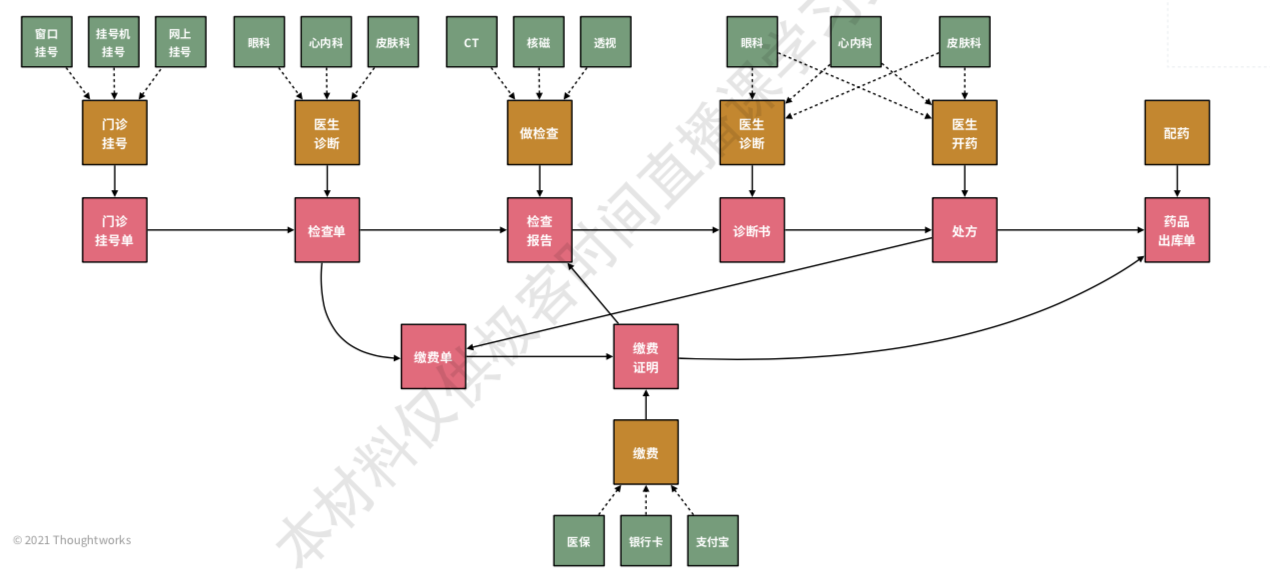 窗口
挂号
挂号机
挂号
网上
挂号
眼科
心内科
皮肤科
CT
核磁
透视
眼科
心内科
皮肤科
门诊
挂号
医生
诊断
做检查
医生
诊断
医生
开药
配药
门诊
挂号单
检查单
检查
报告
诊断书
处方
药品
出库单
缴费单
缴费
证明
缴费
医保
银行卡
支付宝
© 2021 Thoughtworks
本材料仅供极客时间直播课学习